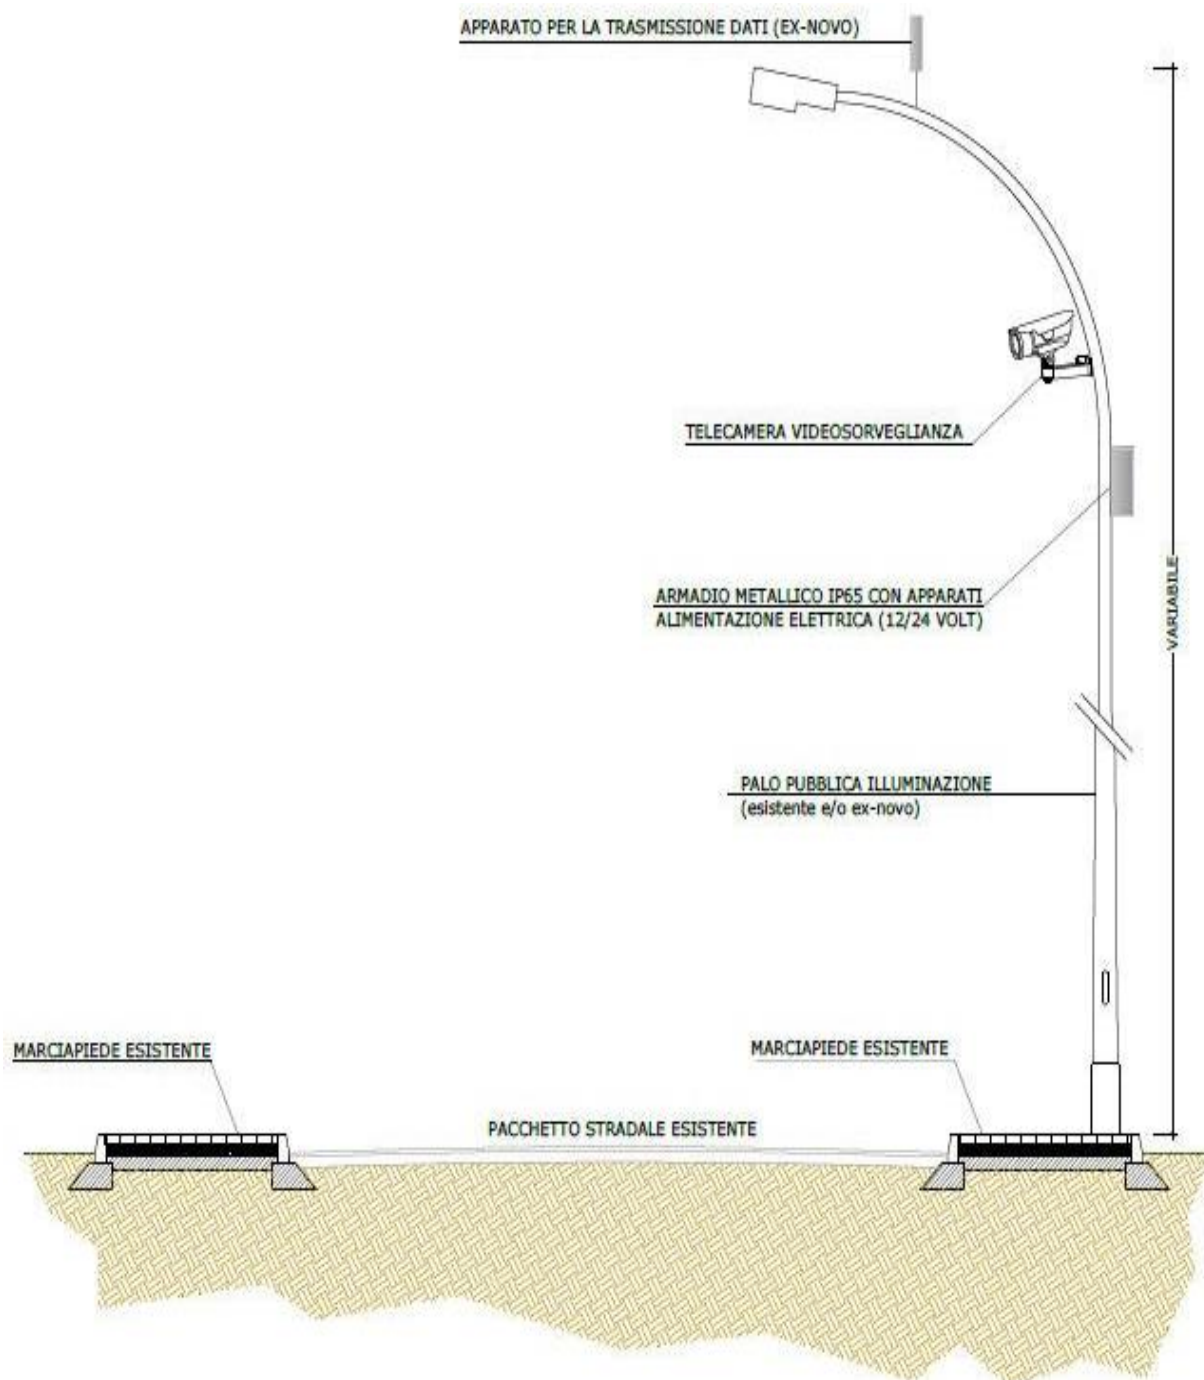 APPARATO PER LA TRASMISSIONE DATI (EX-NOVO)
TELECAMERA VIDEOSORVEGLIANZA
ARMADIO METALLICO IP65 CON APPARATI
ALIMENTAZIONE ELETTRICA (12/24 VOLT)
VARIABILE
PALO PUBBLICA ILLUMINAZIONE
(esistente e/o ex-novo)
MARCIAPIEDE ESISTENTE
MARCIAPIEDE ESISTENTE
PACCHETTO STRADALE ESISTENTE